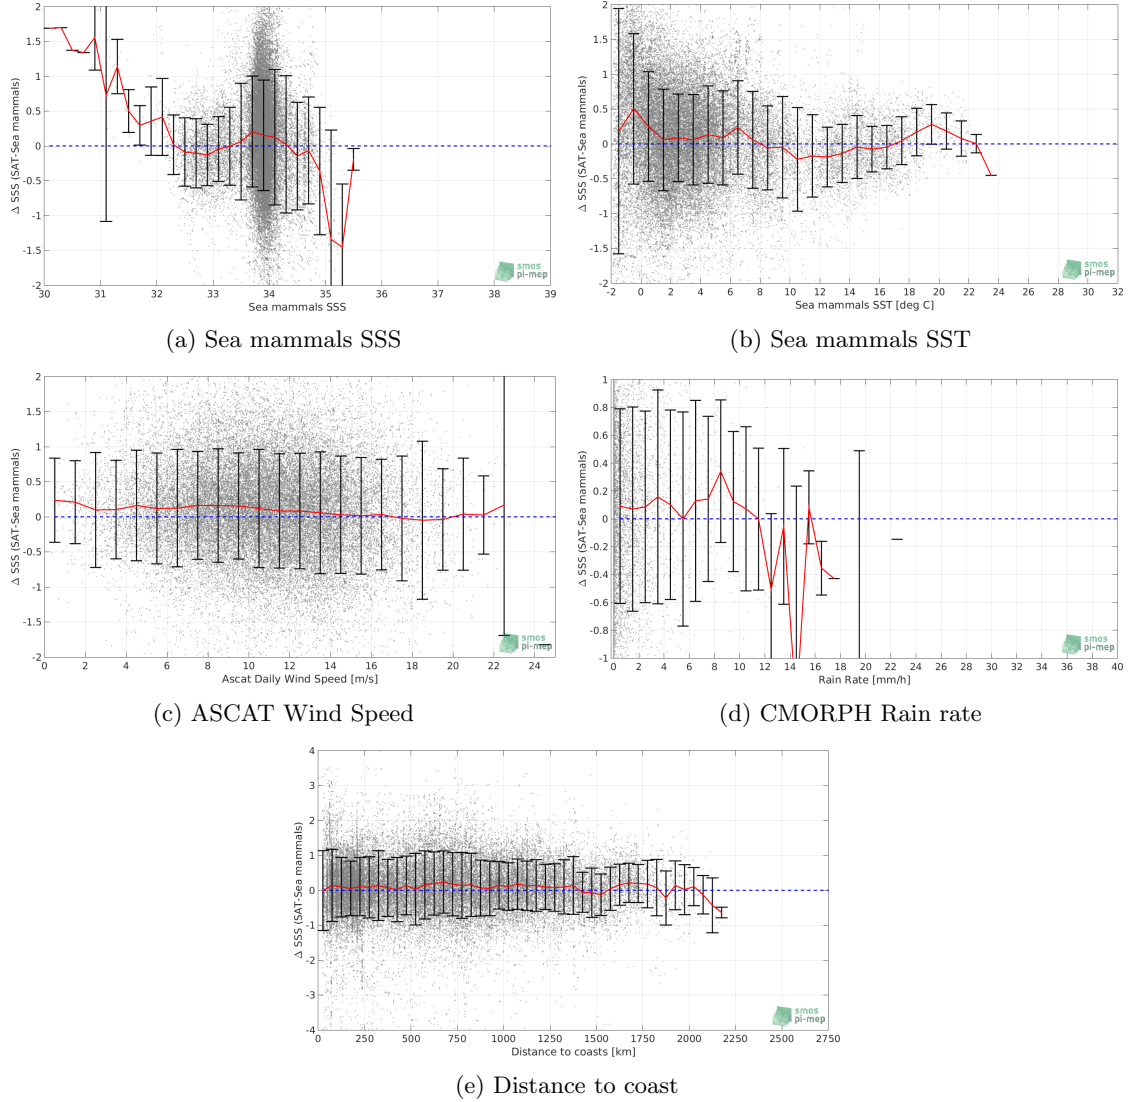 2
1.5
1
0.5
0
-0.5
-1
-1.5
-2
Δ SSS (SAT-Sea mammals)
30 31 32 33 34 35 36 37 38 39
Sea mammals SSS
smos
pi-mep
(a) Sea mammals SSS
2
1.5
1
0.5
0
-0.5
-1
-1.5
-2
Δ SSS (SAT-Sea mammals)
-2 0 2 4 6 8 10 12 14 16 18 20 22 24 26 28 30 32
Sea mammals SST [deg C]
smos
pi-mep
(b) Sea mammals SST
2
1.5
1
0.5
0
-0.5
-1
-1.5
-2
Δ SSS (SAT-Sea mammals)
0 2 4 6 8 10 12 14 16 18 20 22 24
Ascat Daily Wind Speed [m/s]
smos
pi-mep
(c) ASCAT Wind Speed
1
0.8
0.6
0.4
0.2
0
-0.2
-0.4
-0.6
-0.8
-1
Δ SSS (SAT-Sea mammals)
0 2 4 6 8 10 12 14 16 18 20 22 24 26 28 30 32 34 36 38 40
Rain Rate [mm/h]
smos
pi-mep
(d) CMORPH Rain rate
4
3
2
1
0
-1
-2
-3
-4
Δ SSS (SAT-Sea mammals)
0 250 500 750 1000 1250 1500 1750 2000 2250 2500 2750
Distance to coasts [km]
smos
pi-mep
(e) Distance to coast